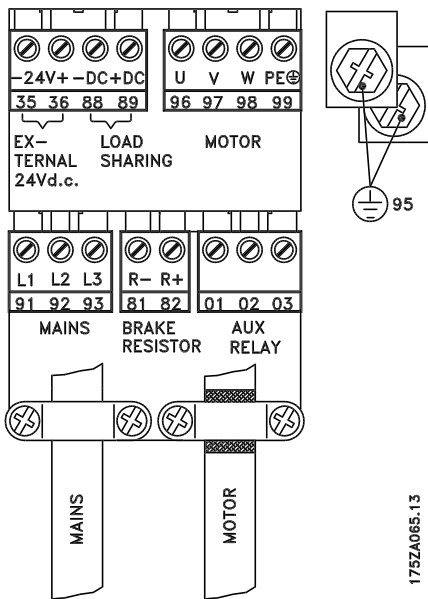 -24V+ -DC+DC
35 36 88 89
EX-
TERNAL
24Vd.c.
LOAD
SHARING
U V W PE
96 97 98 99
MOTOR
95
L1 L2 L3
91 92 93
MAINS
R- R+
81 82
BRAKE
RESISTOR
01 02 03
AUX
RELAY
MAINS
MOTOR
175ZA065.13